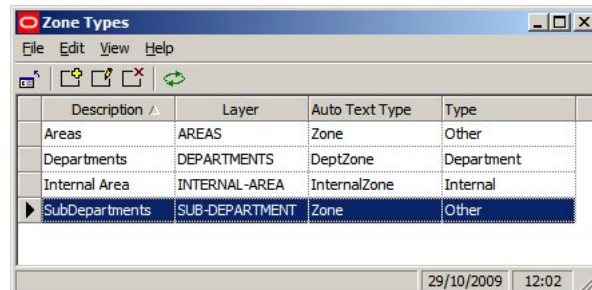 Zone Types
File Edit View Help
Description Layer Auto Text Type Type
Areas AREAS Zone Other
Departments DEPARTMENTS DeptZone Department
Internal Area INTERNAL-AREA InternalZone Internal
SubDepartments SUB-DEPARTMENT Zone Other
29/10/2009 12:02